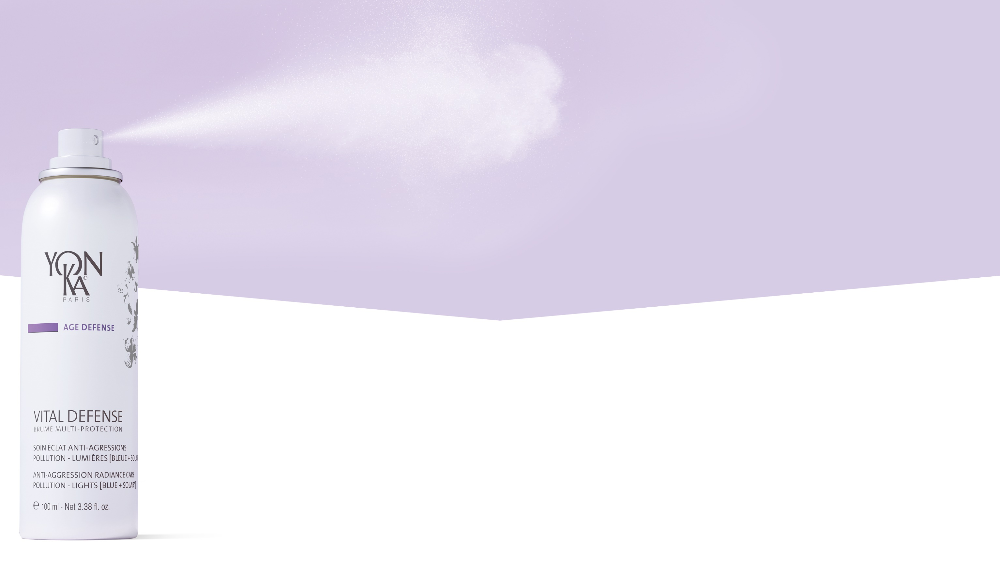 YON
KA®
PARIS
AGE DEFENSE
VITAL DEFENSE
BRUME MULTI-PROTECTION
SOIN ÉCLAT ANTI-AGRESSIONS
POLLUTION - LUMIÈRES [BLEUE + SOLAI
ANTI-AGGRESSION RADIANCE CARE
POLLUTION - LIGHTS [BLUE + SOLAR*]
℮ 100 ml - Net 3.38 fl. oz.